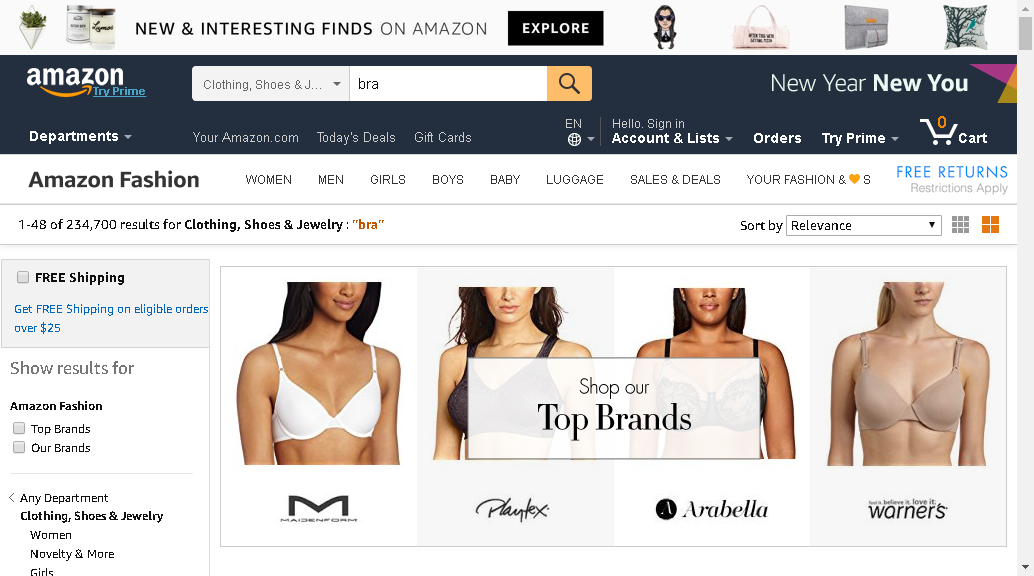 NEW & INTERESTING FINDS ON AMAZON EXPLORE
amazon
Try Prime
Clothing, Shoes & J... bra
New Year New You
Departments
Your Amazon.com Today's Deals Gift Cards
EN
Hello. Sign in
Account & Lists
Orders
Try Prime
0
Cart
Amazon Fashion
WOMEN MEN GIRLS BOYS BABY LUGGAGE SALES & DEALS YOUR FASHION & S
FREE RETURNS
Restrictions Apply
1-48 of 234,700 results for Clothing, Shoes & Jewelry : "bra"
Sort by Relevance
FREE Shipping
Get FREE Shipping on eligible orders
over $25
Show results for
Amazon Fashion
Top Brands
Our Brands
Any Department
Clothing, Shoes & Jewelry
Women
Novelty & More
Girls
Shop our
Top Brands
MAIDENFORM
Playtex
A Arabella
feel it. believe it. love it.
warner's